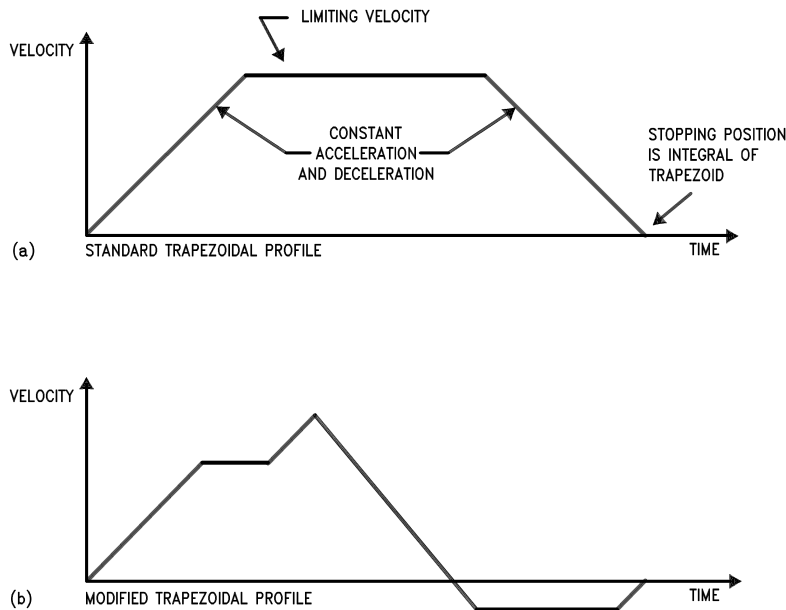 LIMITING VELOCITY
VELOCITY
CONSTANT
ACCELERATION
AND DECELERATION
STOPPING POSITION
IS INTEGRAL OF
TRAPEZOID
(a)
STANDARD TRAPEZOIDAL PROFILE
TIME
VELOCITY
(b)
MODIFIED TRAPEZOIDAL PROFILE
TIME